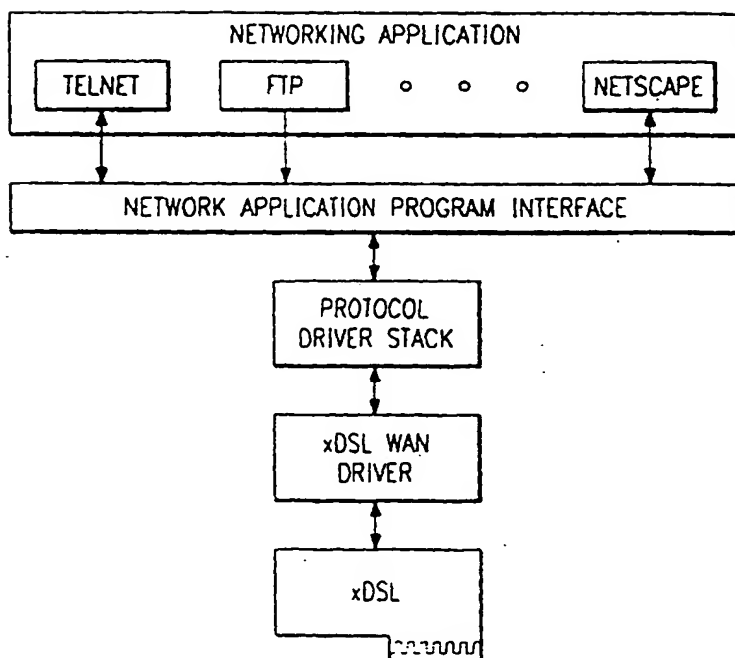 NETWORKING APPLICATION
TELNET
FTP
NETSCAPE
NETWORK APPLICATION PROGRAM INTERFACE
PROTOCOL
DRIVER STACK
xDSL WAN
DRIVER
xDSL